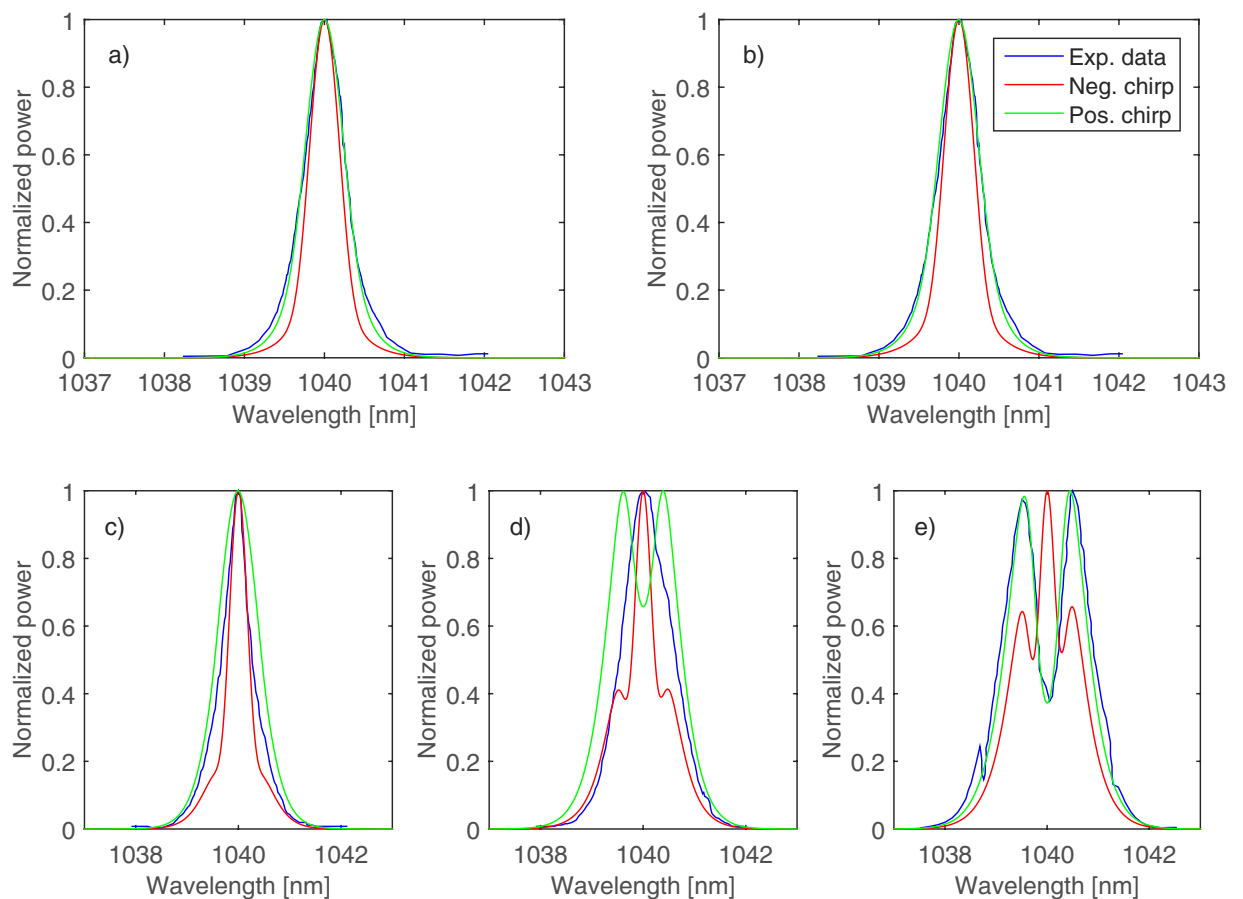 a)
Normalized power
1
0.8
0.6
0.4
0.2
0
1037 1038 1039 1040 1041 1042 1043
Wavelength [nm]
b)
Exp. data
Neg. chirp
Pos. chirp
Normalized power
1
0.8
0.6
0.4
0.2
0
1037 1038 1039 1040 1041 1042 1043
Wavelength [nm]
c)
Normalized power
1
0.8
0.6
0.4
0.2
0
1038 1040 1042
Wavelength [nm]
d)
Normalized power
1
0.8
0.6
0.4
0.2
0
1038 1040 1042
Wavelength [nm]
e)
Normalized power
1
0.8
0.6
0.4
0.2
0
1038 1040 1042
Wavelength [nm]